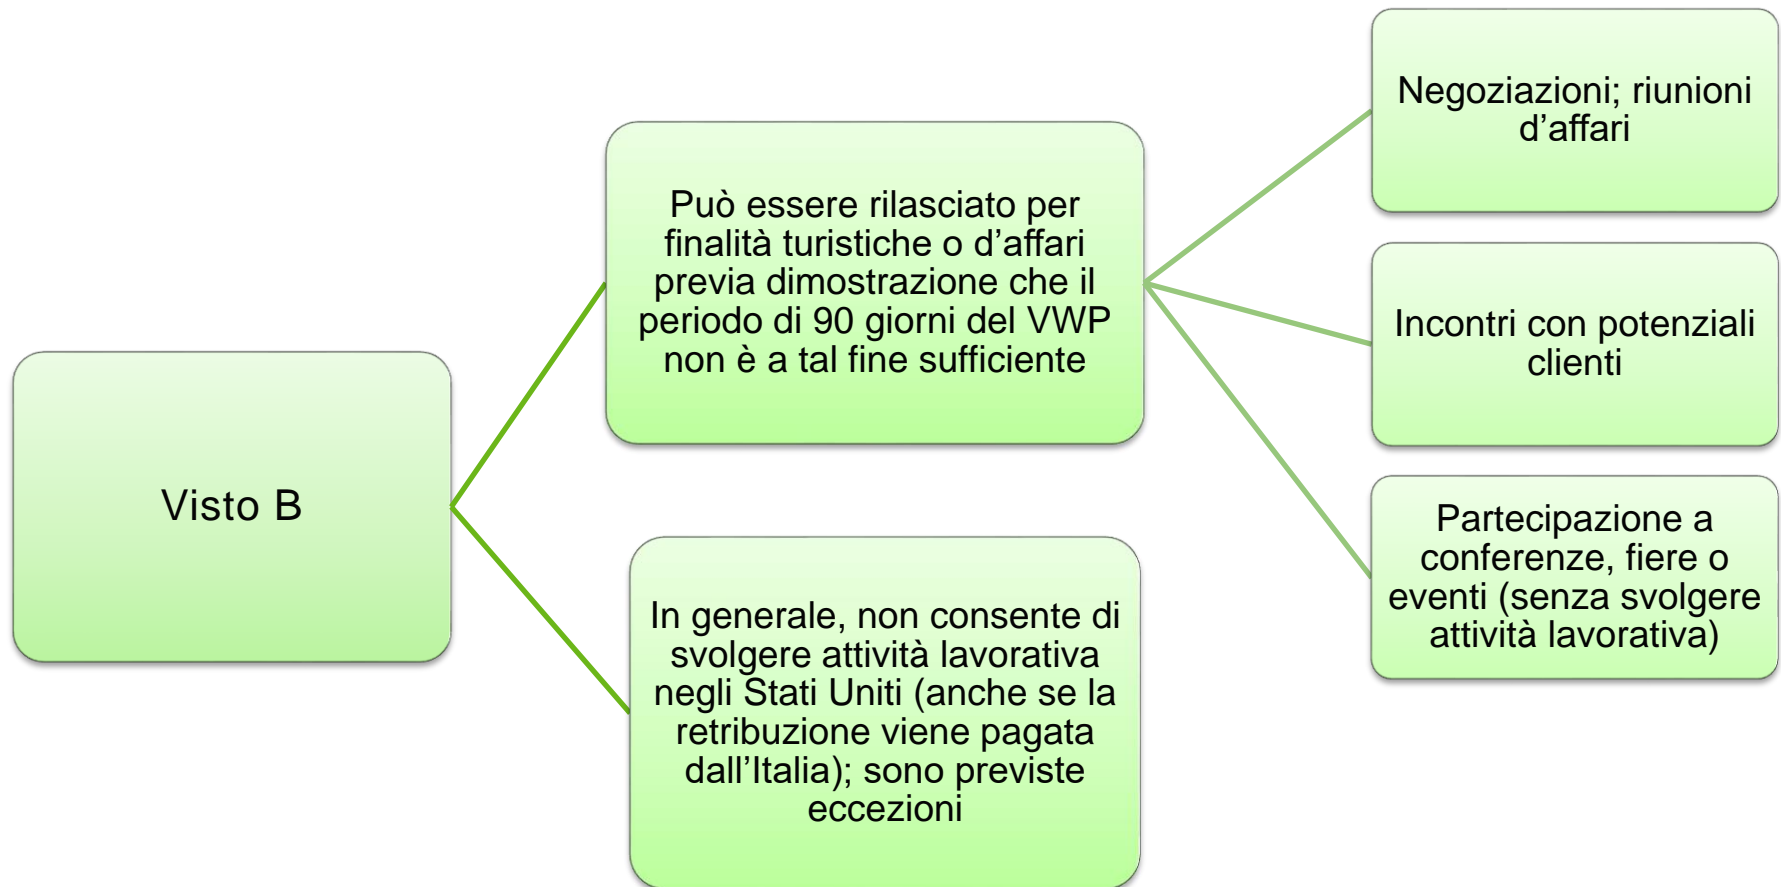 Visto B
Può essere rilasciato per
finalità turistiche o d’affari
previa dimostrazione che il
periodo di 90 giorni del VWP
non è a tal fine sufficiente
In generale, non consente di
svolgere attività lavorativa
negli Stati Uniti (anche se la
retribuzione viene pagata
dall’Italia); sono previste
eccezioni
Negoziazioni; riunioni
d’affari
Incontri con potenziali
clienti
Partecipazione a
conferenze, fiere o
eventi (senza svolgere
attività lavorativa)